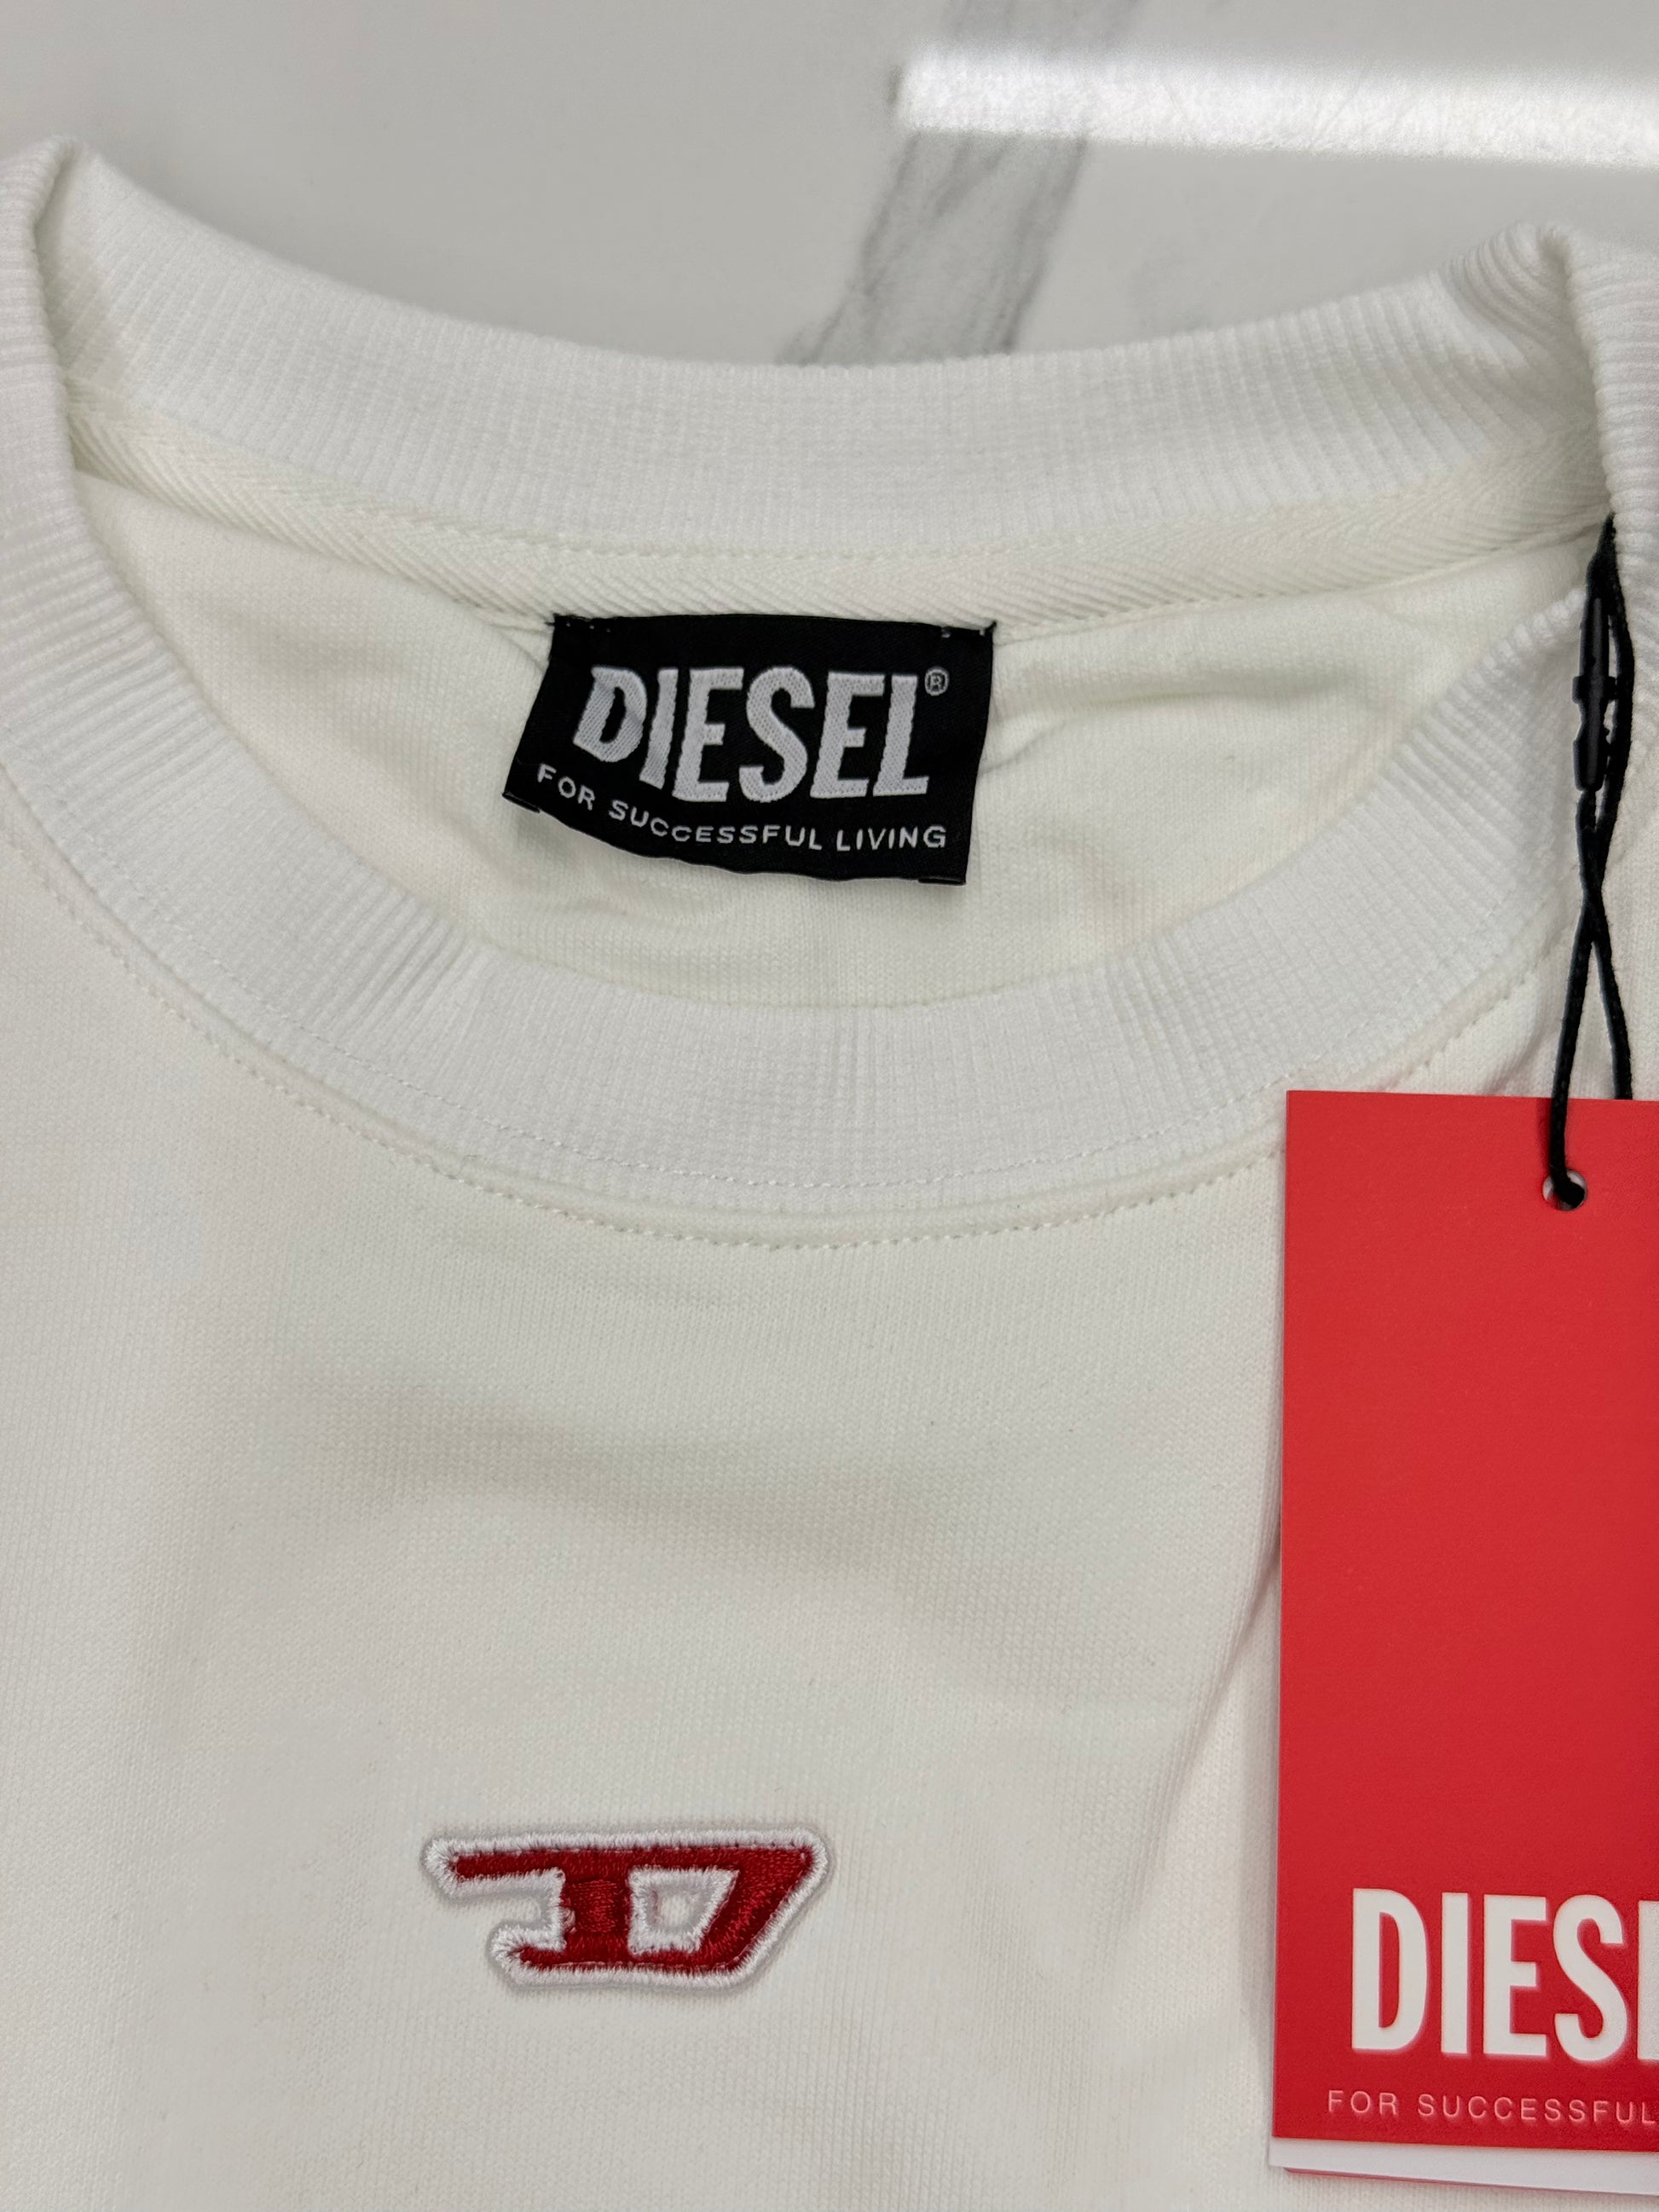 DIESEL®
FOR SUCCESSFUL LIVING
D
DIESE
FOR SUCCESSFUL